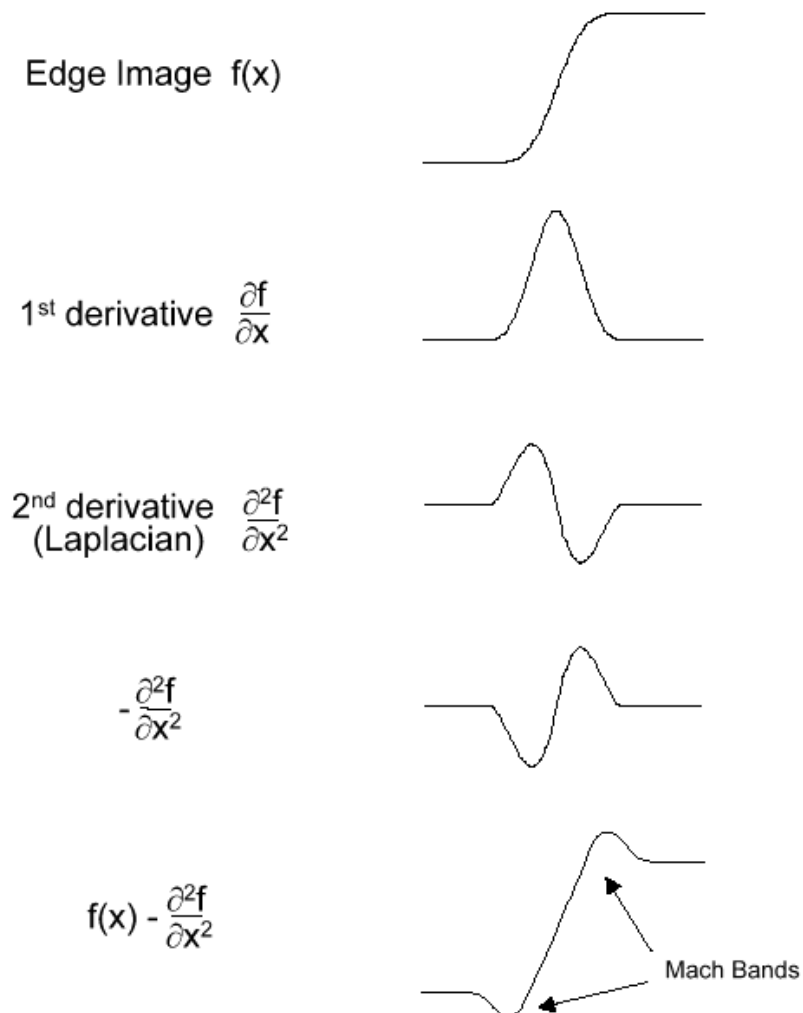 Edge Image f(x)
1st derivative ∂f/∂x
2nd derivative ∂²f/∂x²
(Laplacian)
-∂²f/∂x²
f(x) - ∂²f/∂x²
Mach Bands